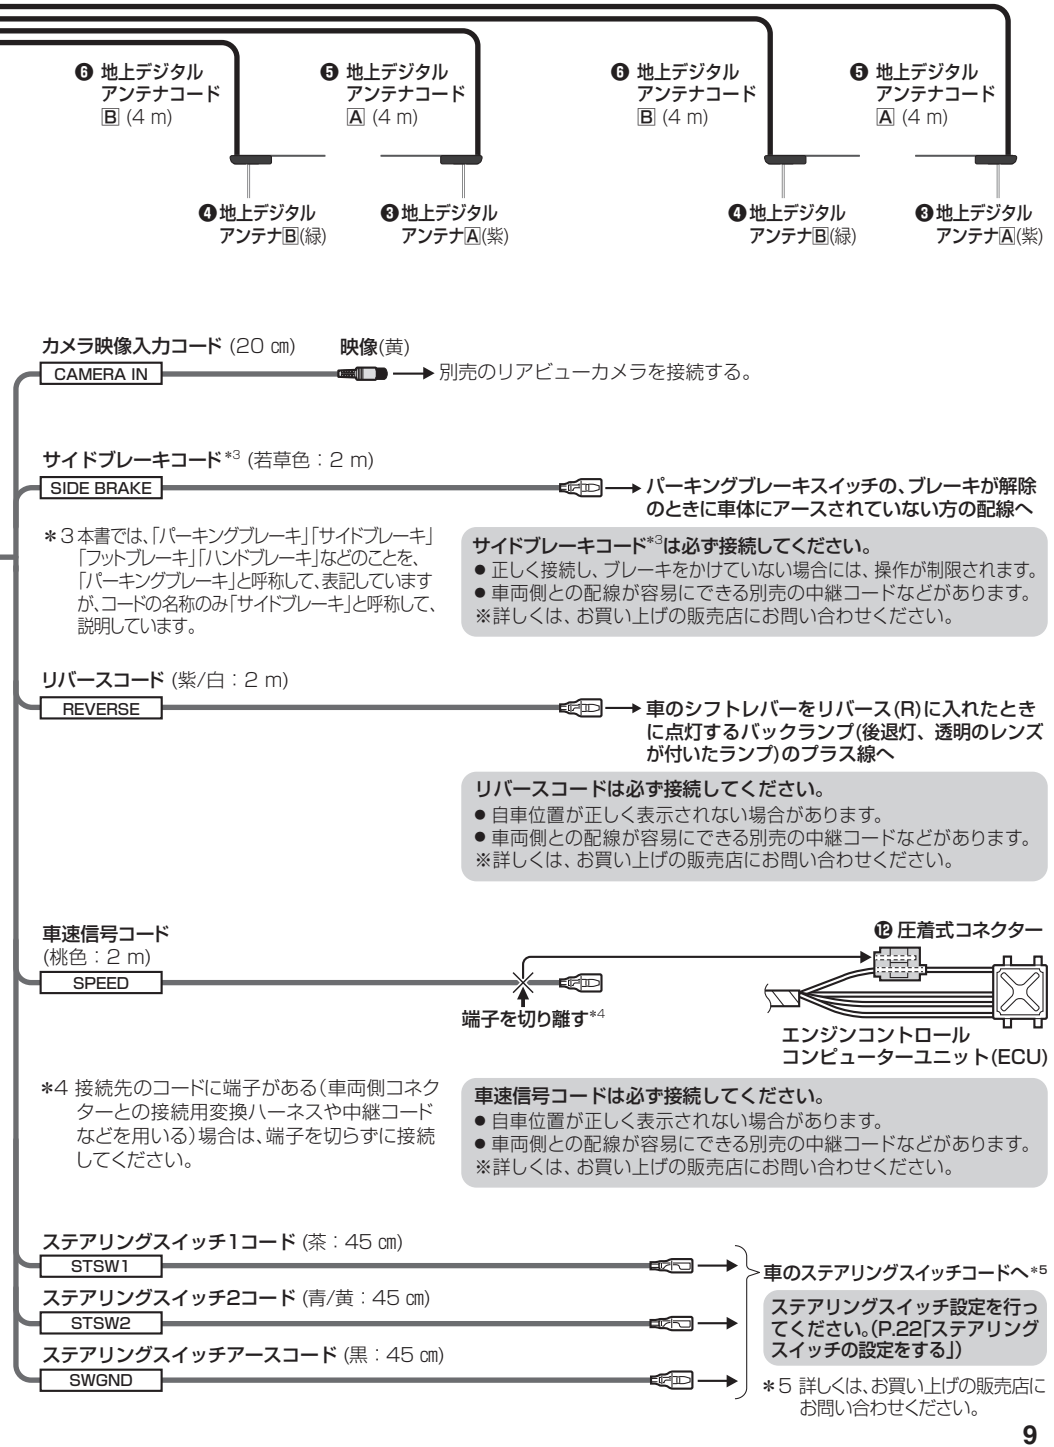 ❻ 地上デジタル
アンテナコード
B (4 m)
❺ 地上デジタル
アンテナコード
A (4 m)
❻ 地上デジタル
アンテナコード
B (4 m)
❺ 地上デジタル
アンテナコード
A (4 m)
❹地上デジタル
アンテナB(緑)
❸地上デジタル
アンテナA(紫)
❹地上デジタル
アンテナB(緑)
❸地上デジタル
アンテナA(紫)
カメラ映像入力コード (20 ㎝)
映像(黄)
CAMERA IN
別売のリアビューカメラを接続する。
サイドブレーキコード*3 (若草色：2 m)
SIDE BRAKE
パーキングブレーキスイッチの、ブレーキが解除
のときに車体にアースされていない方の配線へ
*3 本書では、「パーキングブレーキ」「サイドブレーキ」
「フットブレーキ」「ハンドブレーキ」などのことを、
「パーキングブレーキ」と呼称して、表記しています
が、コードの名称のみ「サイドブレーキ」と呼称して、
説明しています。
サイドブレーキコード*3は必ず接続してください。
● 正しく接続し、ブレーキをかけていない場合には、操作が制限されます。
● 車両側との配線が容易にできる別売の中継コードなどがあります。
※詳しくは、お買い上げの販売店にお問い合わせください。
リバースコード (紫/白：2 m)
REVERSE
車のシフトレバーをリバース(R)に入れたとき
に点灯するバックランプ(後退灯、透明のレンズ
が付いたランプ)のプラス線へ
リバースコードは必ず接続してください。
● 自車位置が正しく表示されない場合があります。
● 車両側との配線が容易にできる別売の中継コードなどがあります。
※詳しくは、お買い上げの販売店にお問い合わせください。
車速信号コード
(桃色：2 m)
SPEED
⓬ 圧着式コネクター
端子を切り離す*4
エンジンコントロール
コンピューターユニット(ECU)
*4 接続先のコードに端子がある(車両側コネク
ターとの接続用変換ハーネスや中継コード
などを用いる)場合は、端子を切らずに接続
してください。
車速信号コードは必ず接続してください。
● 自車位置が正しく表示されない場合があります。
● 車両側との配線が容易にできる別売の中継コードなどがあります。
※詳しくは、お買い上げの販売店にお問い合わせください。
ステアリングスイッチ1コード (茶：45 ㎝)
STSW1
ステアリングスイッチ2コード (青/黄：45 ㎝)
STSW2
ステアリングスイッチアースコード (黒：45 ㎝)
SWGND
車のステアリングスイッチコードへ*5
ステアリングスイッチ設定を行っ
てください。(P.22「ステアリング
スイッチの設定をする」)
*5 詳しくは、お買い上げの販売店に
お問い合わせください。
9